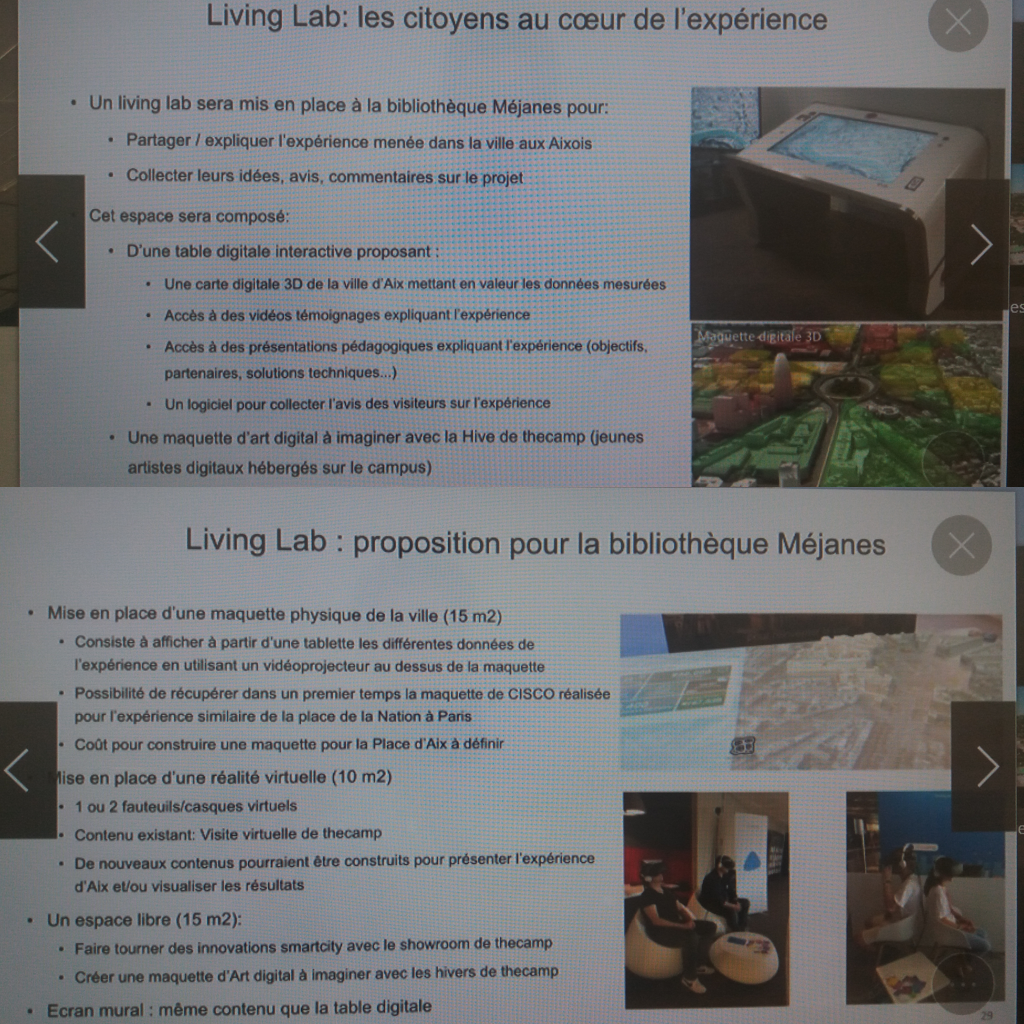 Living Lab: les citoyens au cœur de l'expérience
• Un living lab sera mis en place à la bibliothèque Méjanes pour:
• Partager / expliquer l'expérience menée dans la ville aux Aixois
• Collecter leurs idées, avis, commentaires sur le projet
Cet espace sera composé:
• D'une table digitale interactive proposant :
• Une carte digitale 3D de la ville d'Aix mettant en valeur les données mesurées
• Accès à des vidéos témoignages expliquant l'expérience
• Accès à des présentations pédagogiques expliquant l'expérience (objectifs,
partenaires, solutions techniques...)
• Un logiciel pour collecter l'avis des visiteurs sur l'expérience
• Une maquette d'art digital à imaginer avec la Hive de thecamp (jeunes
artistes digitaux hébergés sur le campus)
Maquette digitale 3D
es
Living Lab : proposition pour la bibliothèque Méjanes
• Mise en place d'une maquette physique de la ville (15 m2)
• Consiste à afficher à partir d'une tablette les différentes données de
l'expérience en utilisant un vidéoprojecteur au dessus de la maquette
• Possibilité de récupérer dans un premier temps la maquette de CISCO réalisée
pour l'expérience similaire de la place de la Nation à Paris
• Coût pour construire une maquette pour la Place d'Aix à définir
Mise en place d'une réalité virtuelle (10 m2)
• 1 ou 2 fauteuils/casques virtuels
• Contenu existant: Visite virtuelle de thecamp
• De nouveaux contenus pourraient être construits pour présenter l'expérience
d'Aix et/ou visualiser les résultats
• Un espace libre (15 m2):
• Faire tourner des innovations smartcity avec le showroom de thecamp
• Créer une maquette d'Art digital à imaginer avec les hivers de thecamp
• Ecran mural : même contenu que la table digitale
29